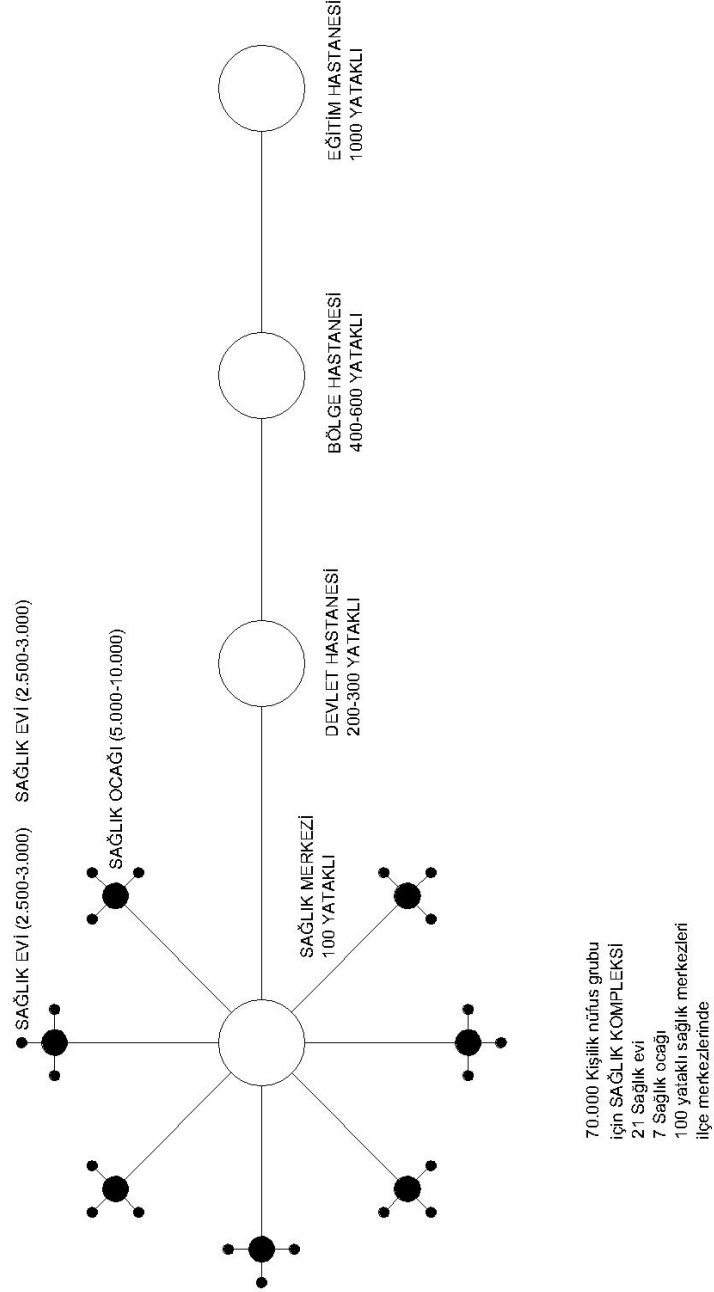 SAĞLIK EVİ (2.500-3.000)
SAĞLIK EVİ (2.500-3.000)
SAĞLIK OCAĞI (5.000-10.000)
SAĞLIK MERKEZİ
100 YATAKLI
DEVLET HASTANESİ
200-300 YATAKLI
BÖLGE HASTANESİ
400-600 YATAKLI
EĞİTİM HASTANESİ
1000 YATAKLI
70.000 Kişilik nüfus grubu
için SAĞLIK KOMPLEKSİ
21 Sağlık evi
7 Sağlık ocağı
100 yataklı sağlık merkezleri
ilçe merkezlerinde